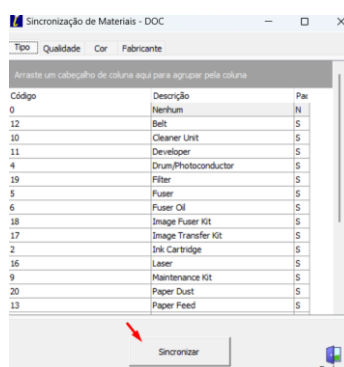 Sincronização de Materiais - DOC
Tipo Qualidade Cor Fabricante
Arraste um cabeçalho de coluna aqui para agrupar pela coluna
Código Descrição Pac
0 Nenhum N
12 Belt S
10 Cleaner Unit S
11 Developer S
4 Drum/Photoconductor S
19 Filter S
5 Fuser S
6 Fuser Oil S
18 Image Fuser Kit S
17 Image Transfer Kit S
2 Ink Cartridge S
16 Laser S
9 Maintenance Kit S
20 Paper Dust S
13 Paper Feed S
Sincronizar